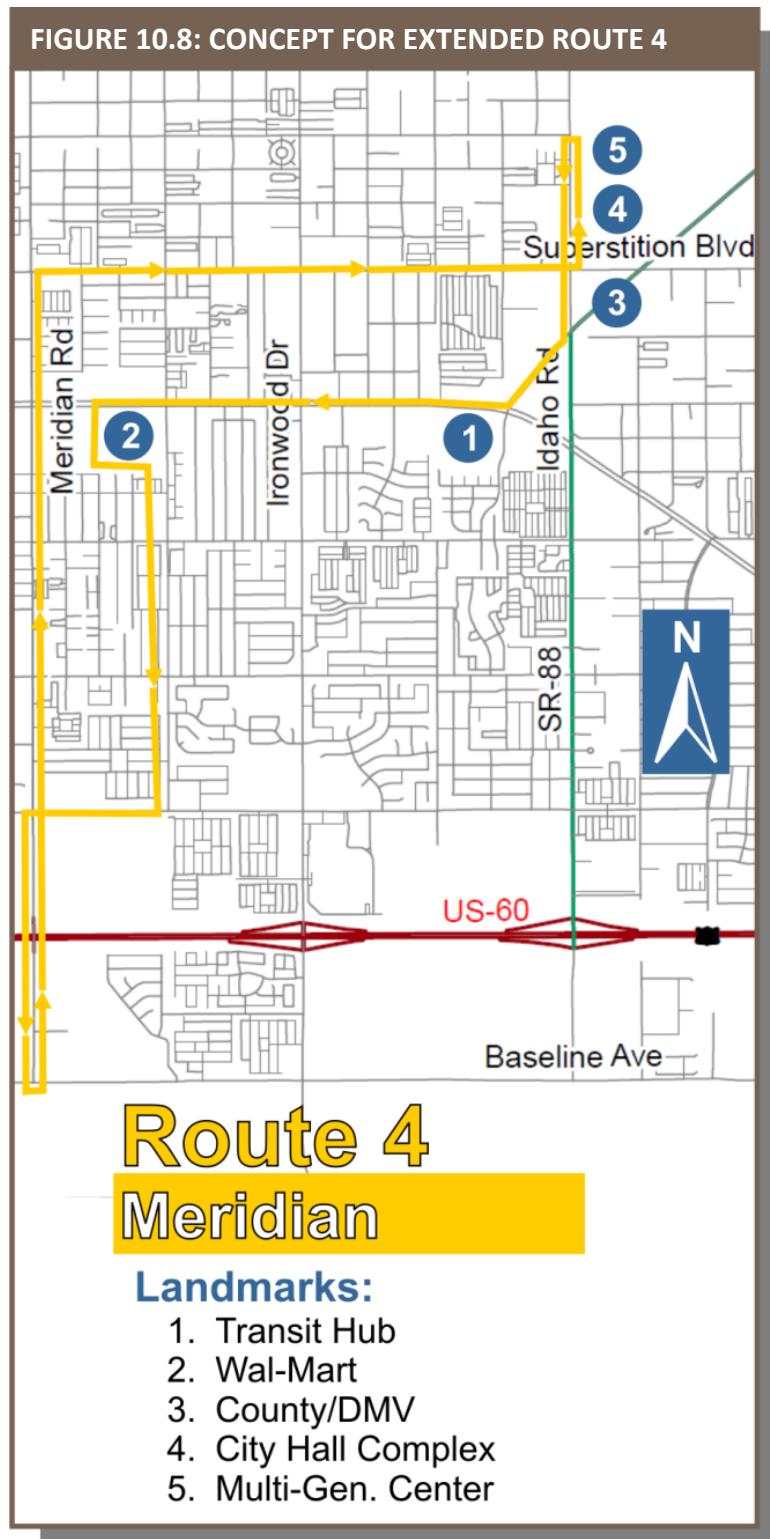 FIGURE 10.8: CONCEPT FOR EXTENDED ROUTE 4
5
4
Superstition Blvd
3
Meridian Rd
Ironwood Dr
Idaho Rd
2
1
N
SR-88
US-60
Baseline Ave
Route 4
Meridian
Landmarks:
1. Transit Hub
2. Wal-Mart
3. County/DMV
4. City Hall Complex
5. Multi-Gen. Center